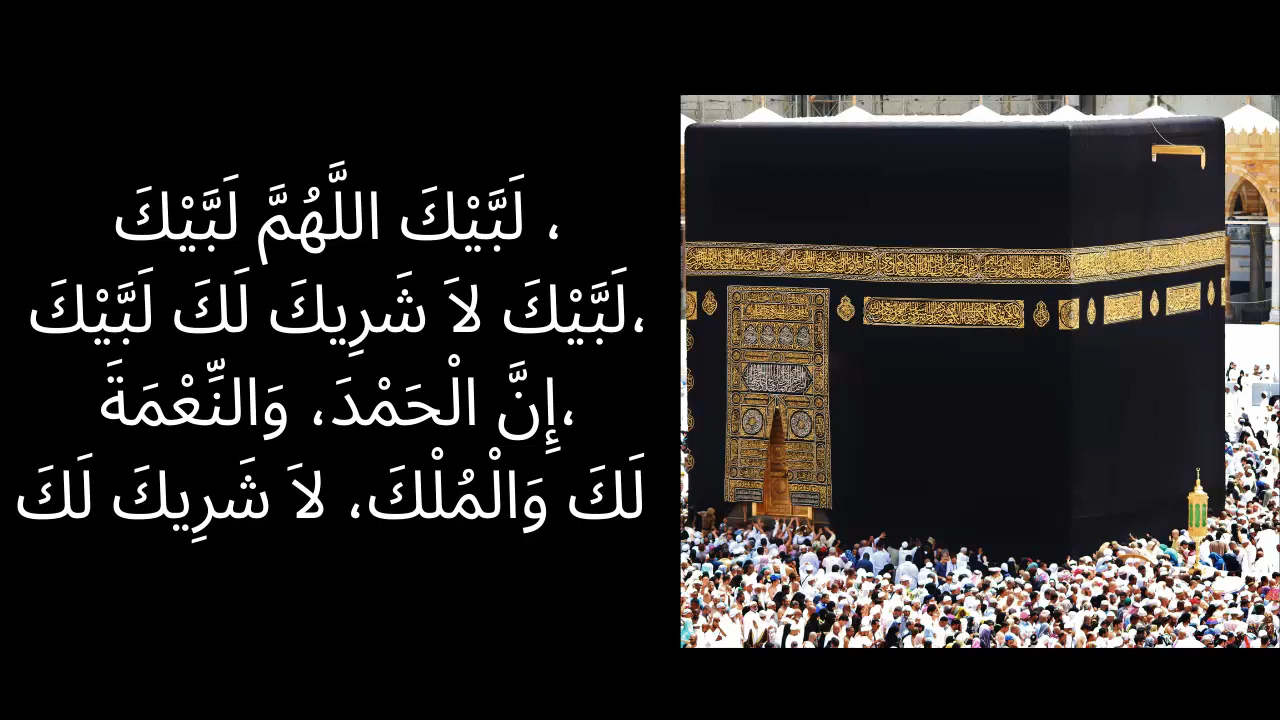 لَبَّيْكَ اللَّهُمَّ لَبَّيْكَ ،
لَبَّيْكَ لاَ شَرِيكَ لَكَ لَبَّيْكَ،
إِنَّ الْحَمْدَ، وَالنِّعْمَةَ،
لَكَ وَالْمُلْكَ، لاَ شَرِيكَ لَكَ